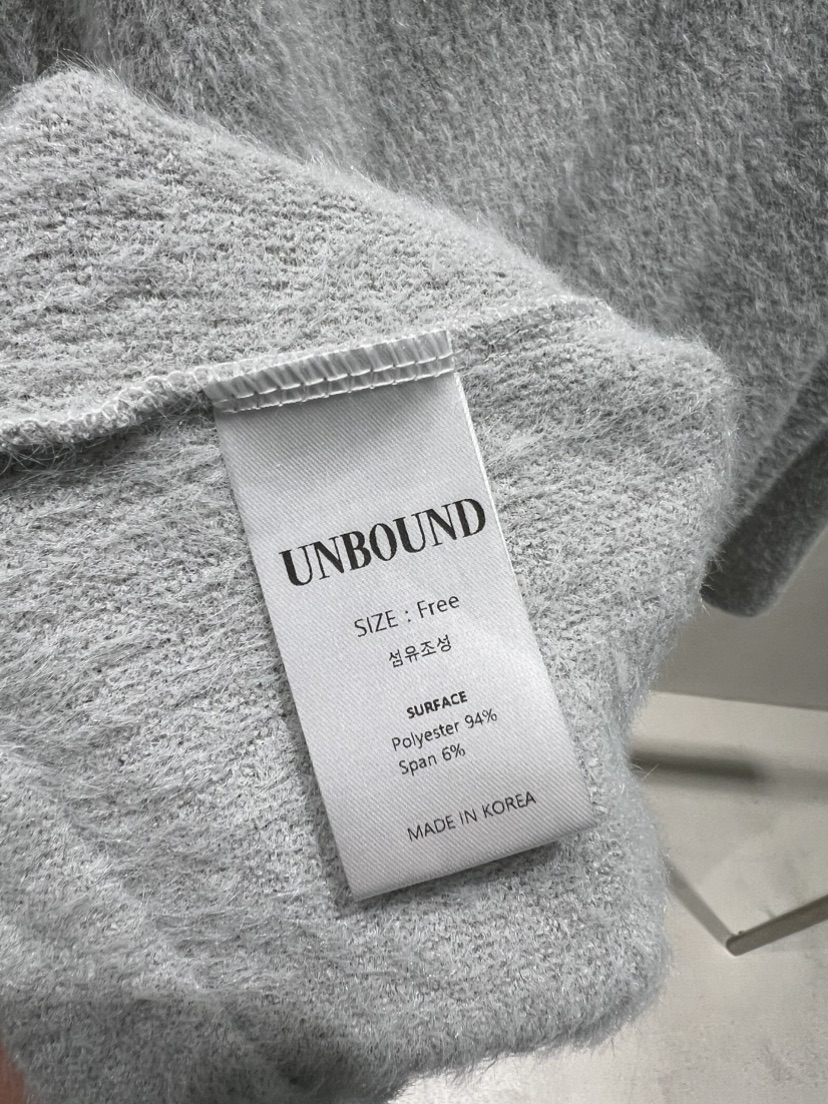 UNBOUND
SIZE : Free
섬유조성
SURFACE
Polyester 94%
Span 6%
MADE IN KOREA